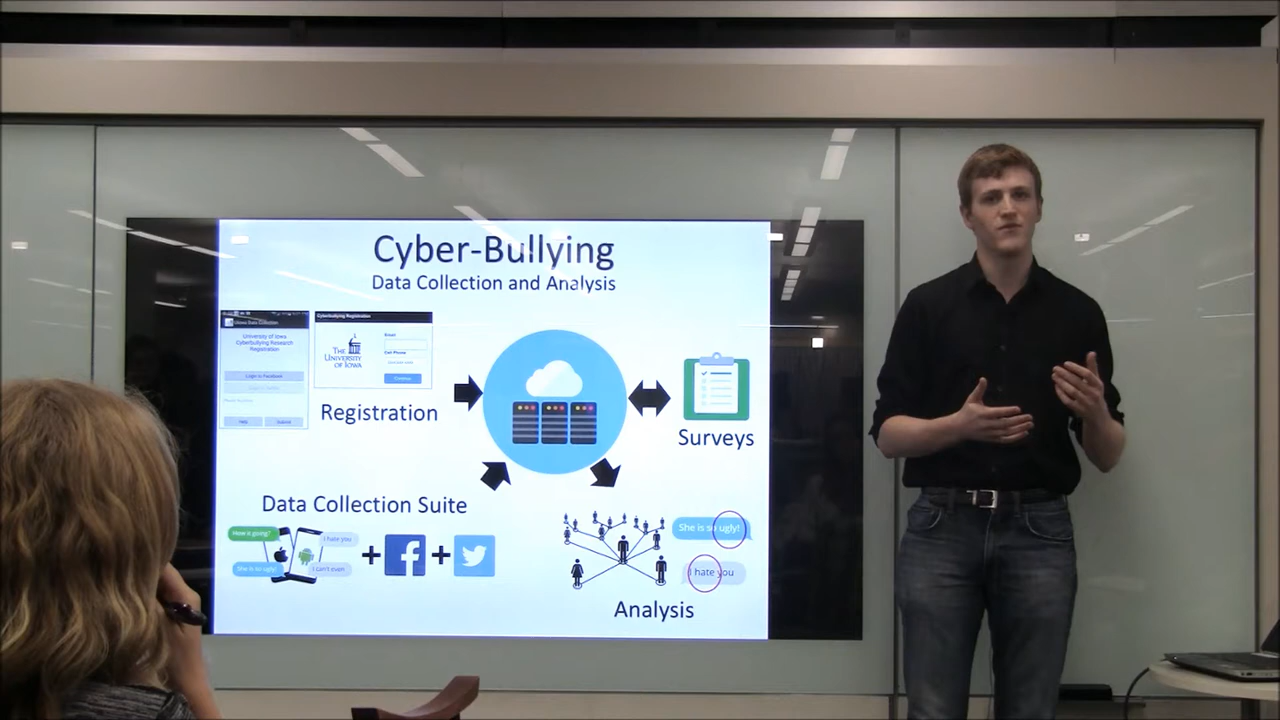 Cyber-Bullying
Data Collection and Analysis
University of Iowa
Cyberbullying Research
Registration
Login to Facebook
Cyberbullying Registration
THE
UNIVERSITY
OF IOWA
Email
Cell Phone
Continue
Registration
Surveys
Data Collection Suite
How is going?
I hate you
She is so ugly!
I can't even
+
f
+
She is so ugly!
I hate you
Analysis